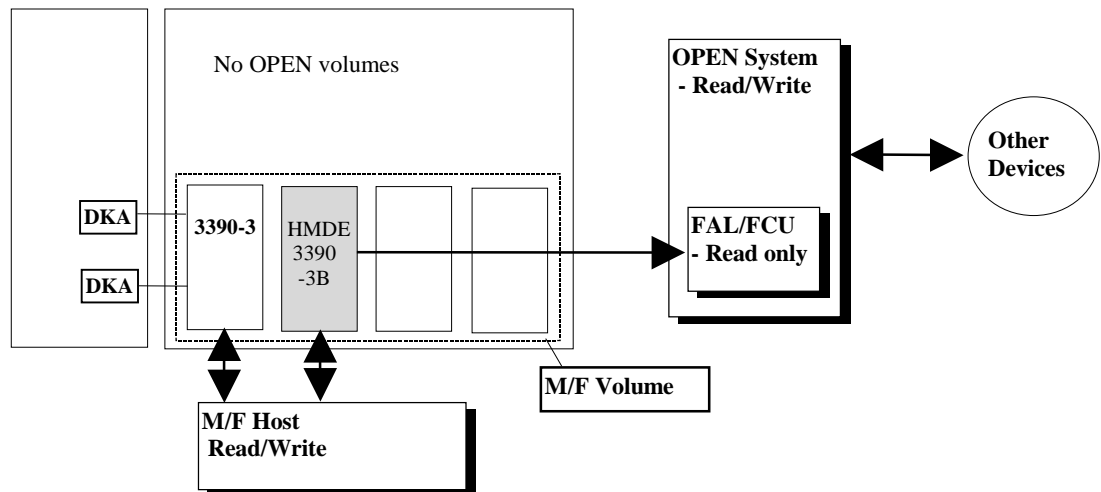 No OPEN volumes
OPEN System
- Read/Write
Other
Devices
DKA
DKA
3390-3
HMDE
3390
-3B
FAL/FCU
- Read only
M/F Volume
M/F Host
Read/Write